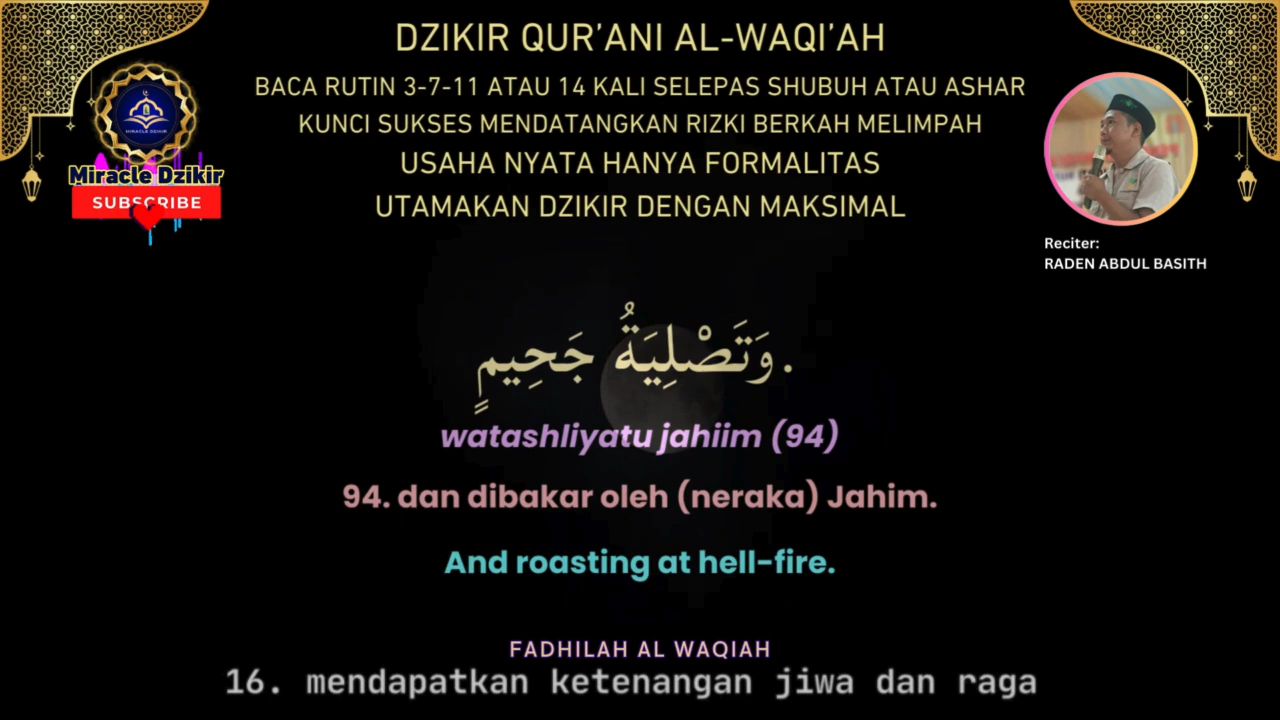 DZIKIR QUR'ANI AL-WAQI'AH
BACA RUTIN 3-7-11 ATAU 14 KALI SELEPAS SHUBUH ATAU ASHAR
KUNCI SUKSES MENDATANGKAN RIZKI BERKAH MELIMPAH
USAHA NYATA HANYA FORMALITAS
UTAMAKAN DZIKIR DENGAN MAKSIMAL
MIRACLE DZIKIR
Miracle Dzikir
SUBSCRIBE
Reciter:
RADEN ABDUL BASITH
.وَتَصْلِيَةُ جَحِيمٍ
watashliyatu jahiim (94)
94. dan dibakar oleh (neraka) Jahim.
And roasting at hell-fire.
FADHILAH AL WAQIAH
16. mendapatkan ketenangan jiwa dan raga